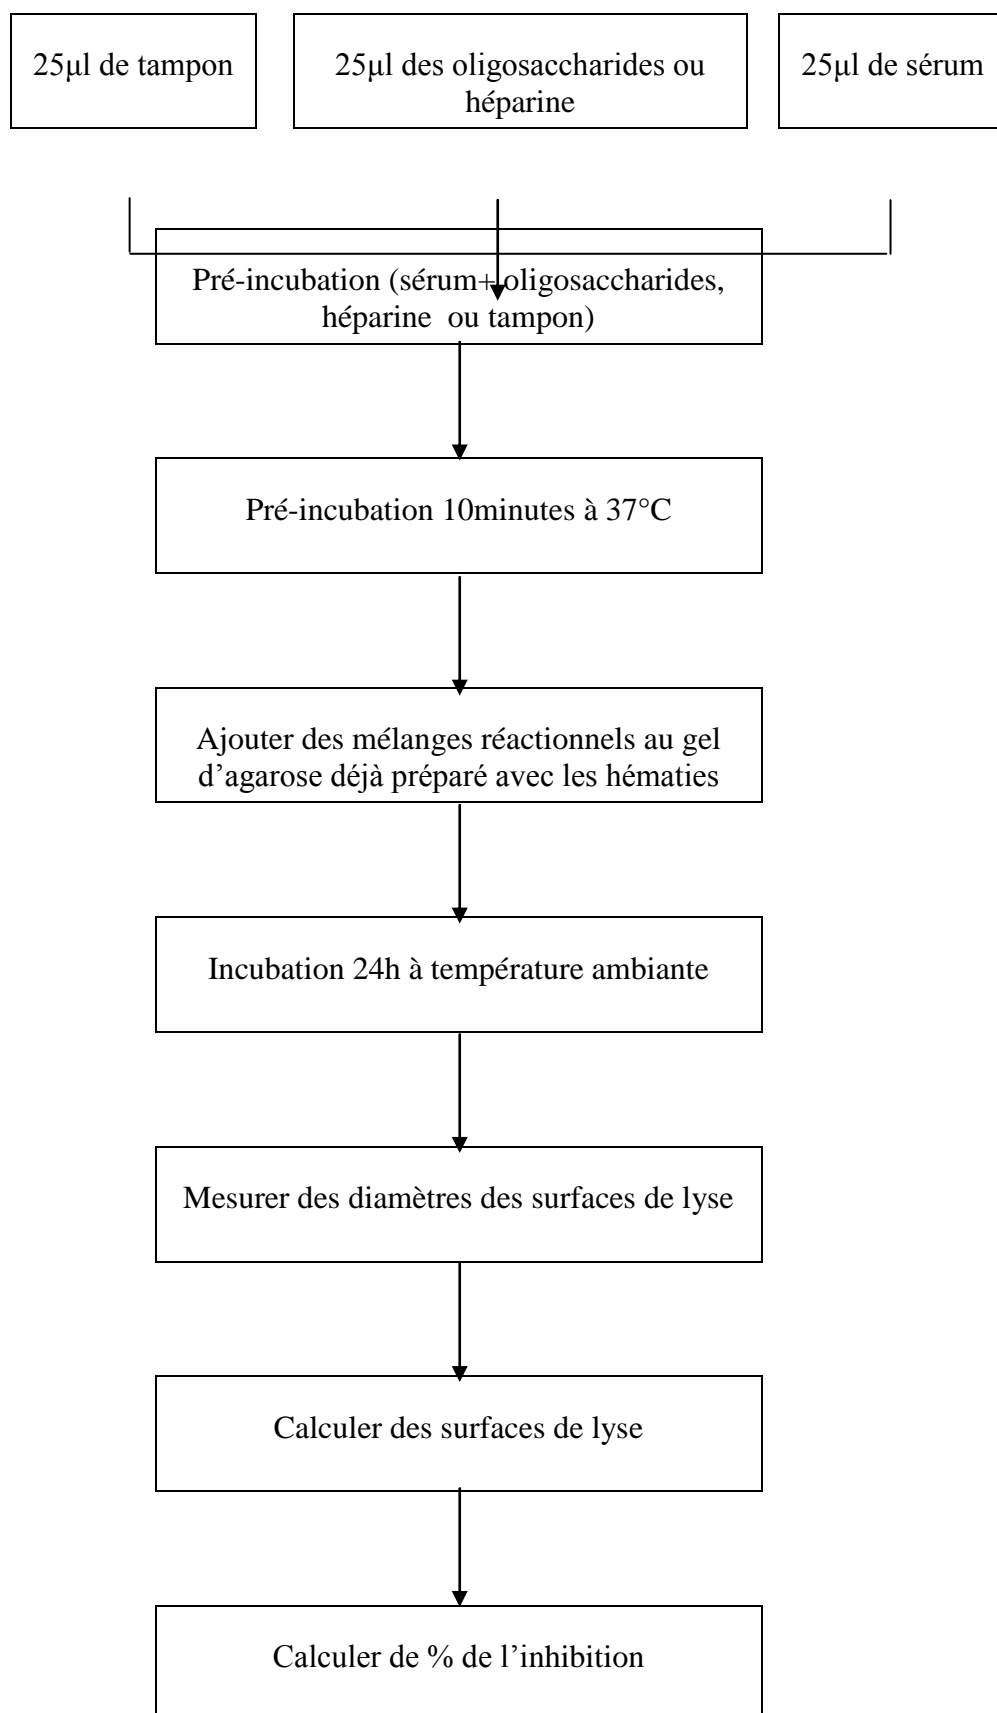 25μl de tampon
25μl des oligosaccharides ou
héparine
25μl de sérum
Pré-incubation (sérum+ oligosaccharides,
héparine ou tampon)
Pré-incubation 10minutes à 37°C
Ajouter des mélanges réactionnels au gel
d’agarose déjà préparé avec les hématies
Incubation 24h à température ambiante
Mesurer des diamètres des surfaces de lyse
Calculer des surfaces de lyse
Calculer de % de l’inhibition